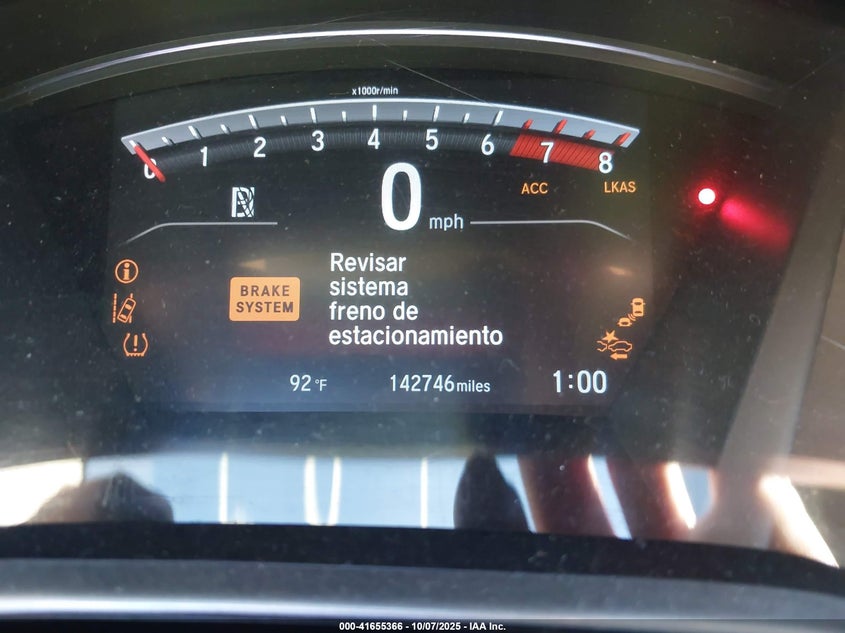 x1000r/min
0 1 2 3 4 5 6 7 8
ACC
LKAS
0 mph
BRAKE
SYSTEM
Revisar
sistema
freno de
estacionamiento
92 °F
142746 miles
1:00
000-41655366 - 10/07/2025 - IAA Inc.